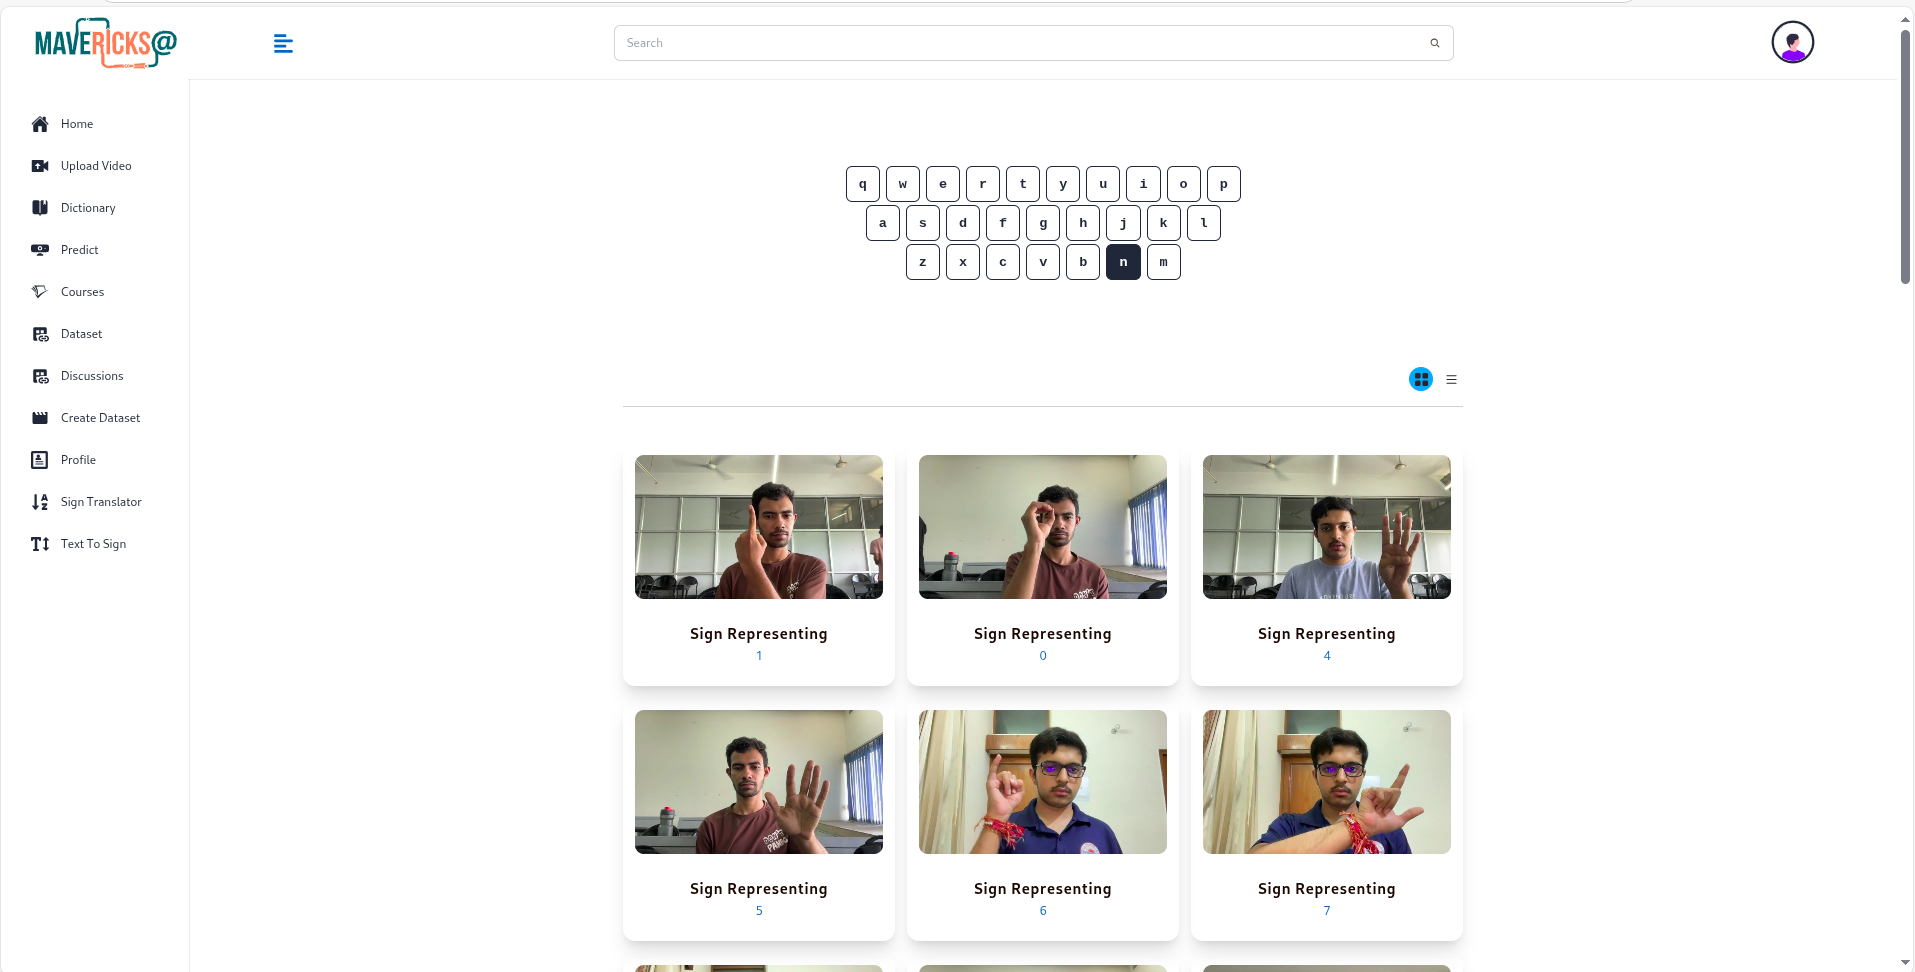 MAVERICKS@
Search
Home
Upload Video
Dictionary
Predict
Courses
Dataset
Discussions
Create Dataset
Profile
Sign Translator
Text To Sign
q w e r t y u i o p
a s d f g h j k l
z x c v b n m
Sign Representing
1
Sign Representing
0
Sign Representing
4
Sign Representing
5
Sign Representing
6
Sign Representing
7